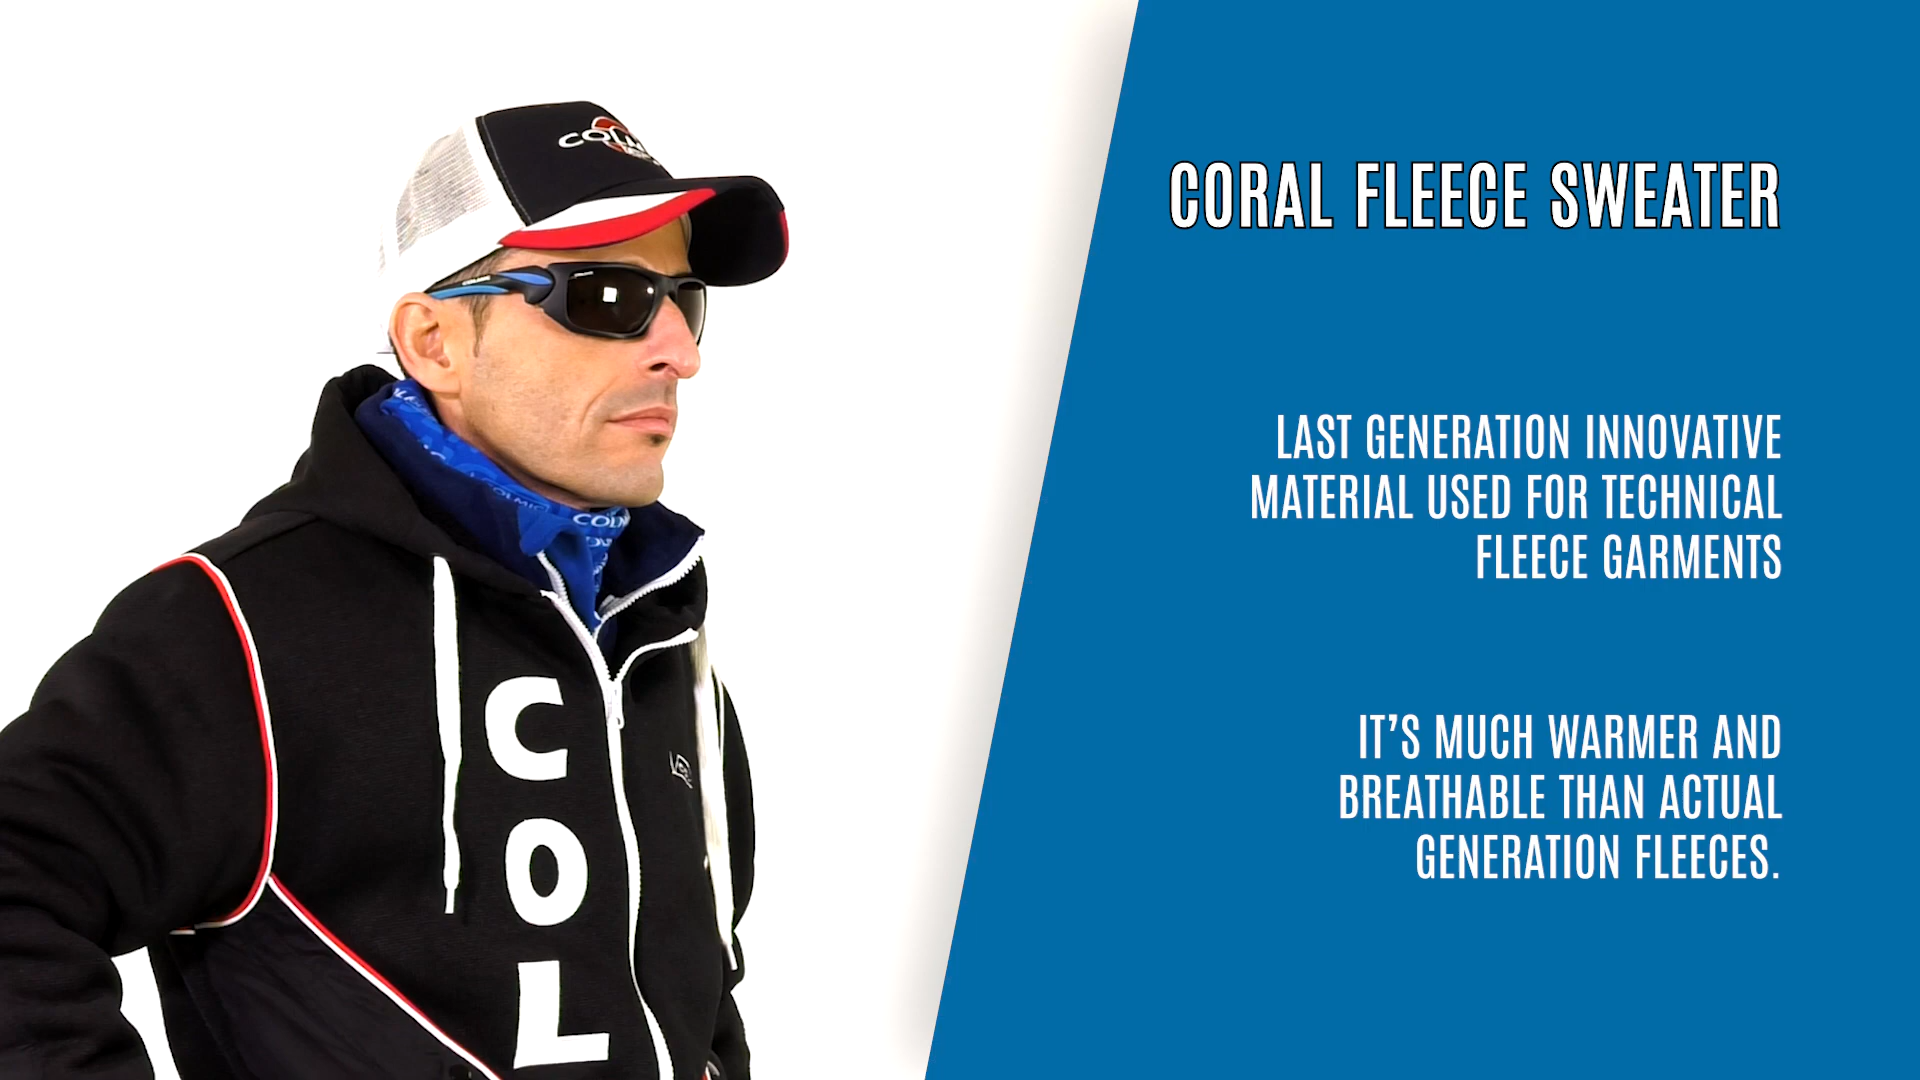 CORAL FLEECE SWEATER
LAST GENERATION INNOVATIVE
MATERIAL USED FOR TECHNICAL
FLEECE GARMENTS
IT’S MUCH WARMER AND
BREATHABLE THAN ACTUAL
GENERATION FLEECES.
COLMIC
COL